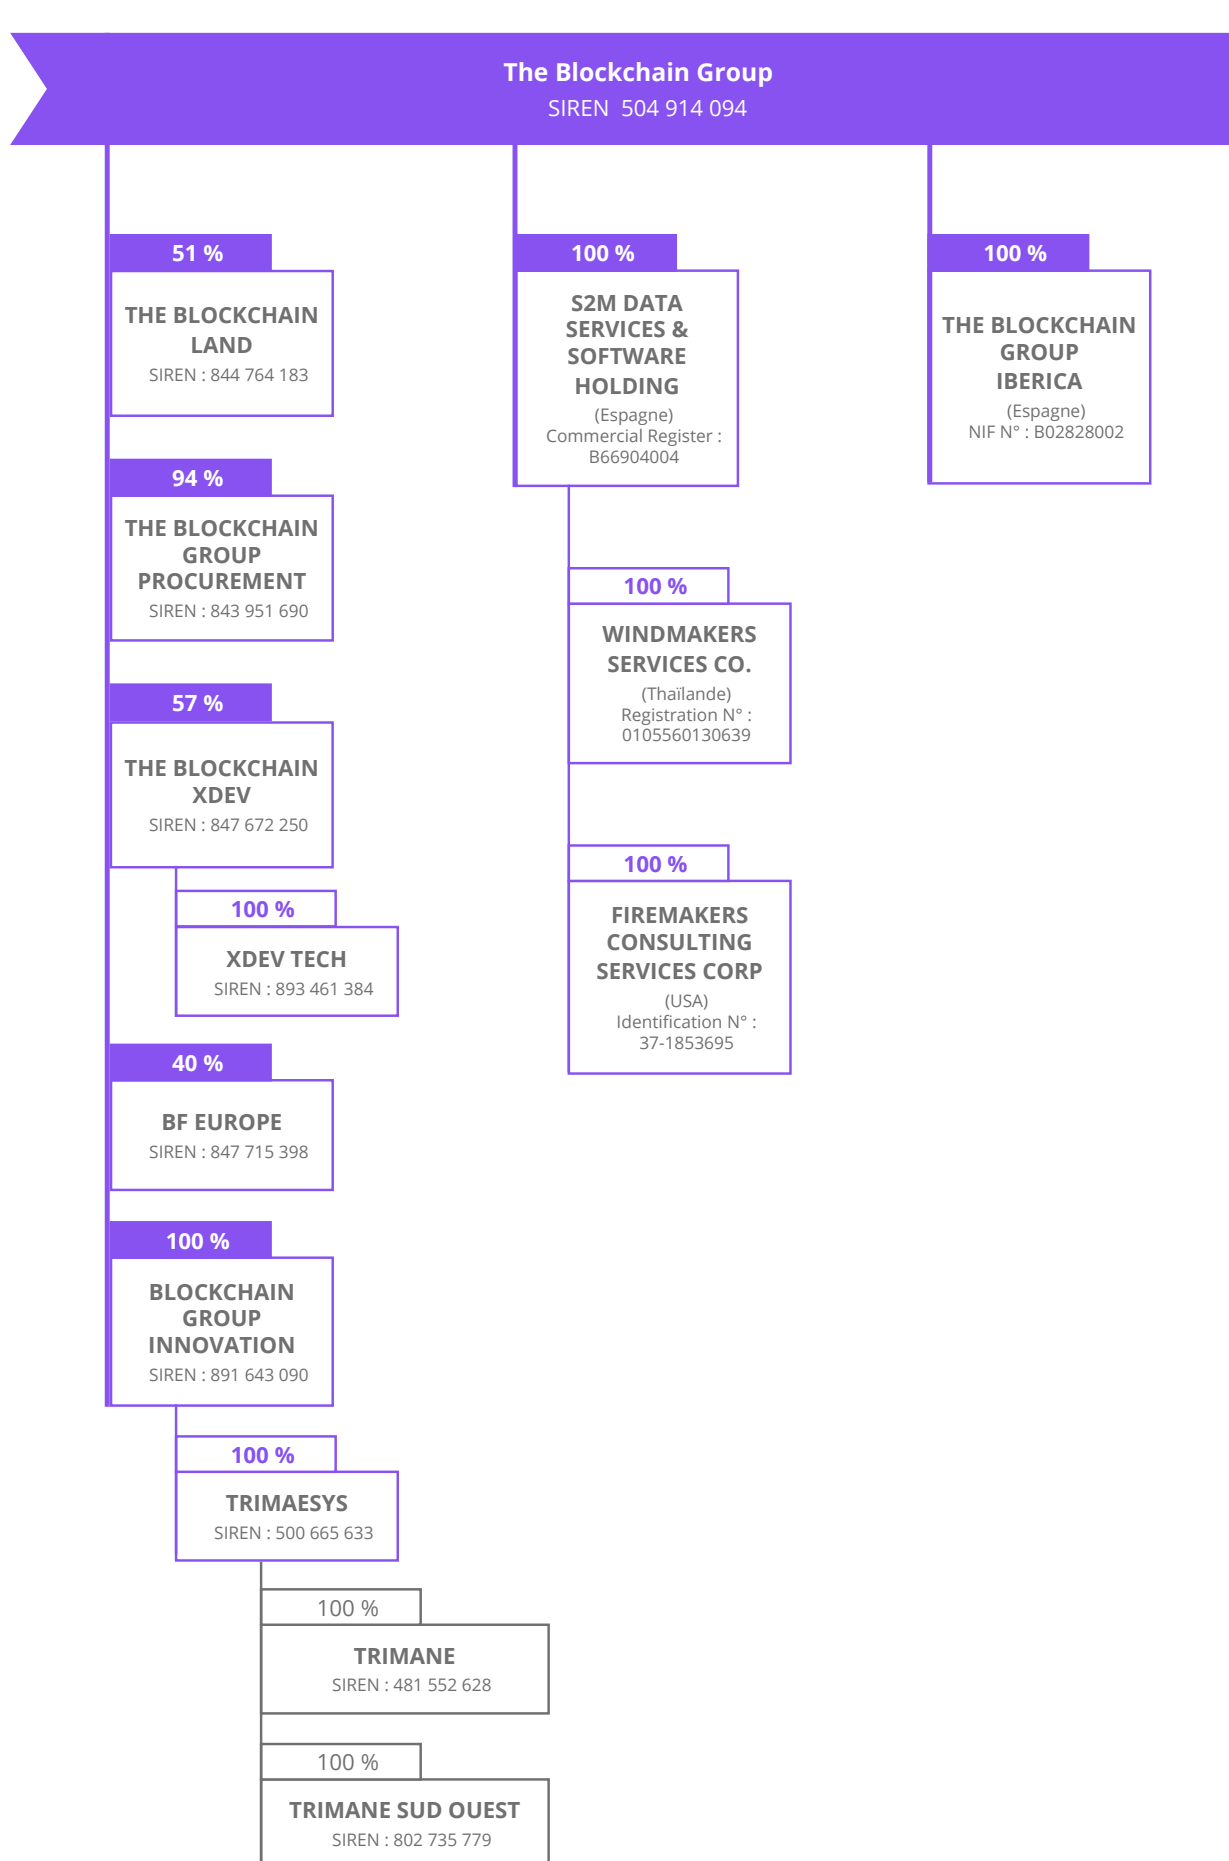 The Blockchain Group
SIREN  504 914 094
51 %
THE BLOCKCHAIN
LAND
SIREN : 844 764 183
94 %
THE BLOCKCHAIN
GROUP
PROCUREMENT
SIREN : 843 951 690
57 %
THE BLOCKCHAIN
XDEV
SIREN : 847 672 250
100 %
XDEV TECH
SIREN : 893 461 384
40 %
BF EUROPE
SIREN : 847 715 398
100 %
BLOCKCHAIN
GROUP
INNOVATION
SIREN : 891 643 090
100 %
TRIMAESYS
SIREN : 500 665 633
100 %
TRIMANE
SIREN : 481 552 628
100 %
TRIMANE SUD OUEST
SIREN : 802 735 779
100 %
S2M DATA
SERVICES &
SOFTWARE
HOLDING
(Espagne)
Commercial Register :
B66904004
100 %
WINDMAKERS
SERVICES CO.
(Thaïlande)
Registration N° :
0105560130639
100 %
FIREMAKERS
CONSULTING
SERVICES CORP
(USA)
Identification N° :
37-1853695
100 %
THE BLOCKCHAIN
GROUP
IBERICA
(Espagne)
NIF N° : B02828002